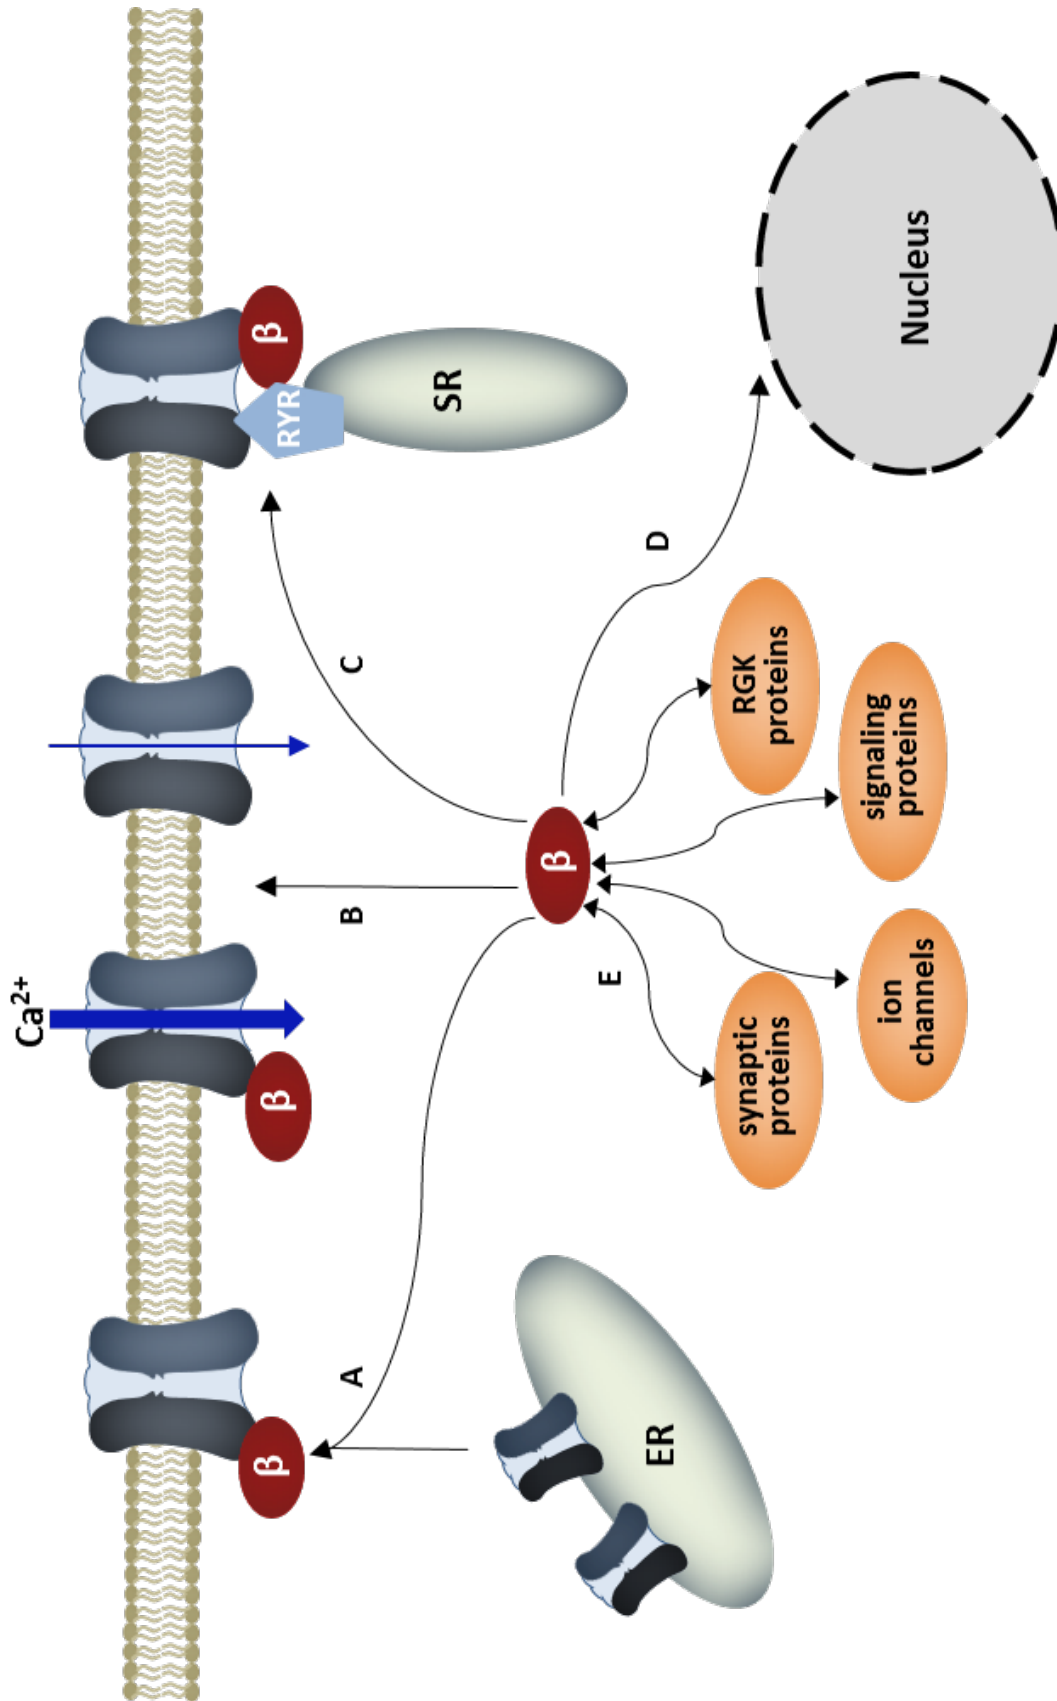 Ca²⁺
β
β
β
RYR
SR
A
B
C
D
E
β
ER
synaptic
proteins
ion
channels
signaling
proteins
RGK
proteins
Nucleus